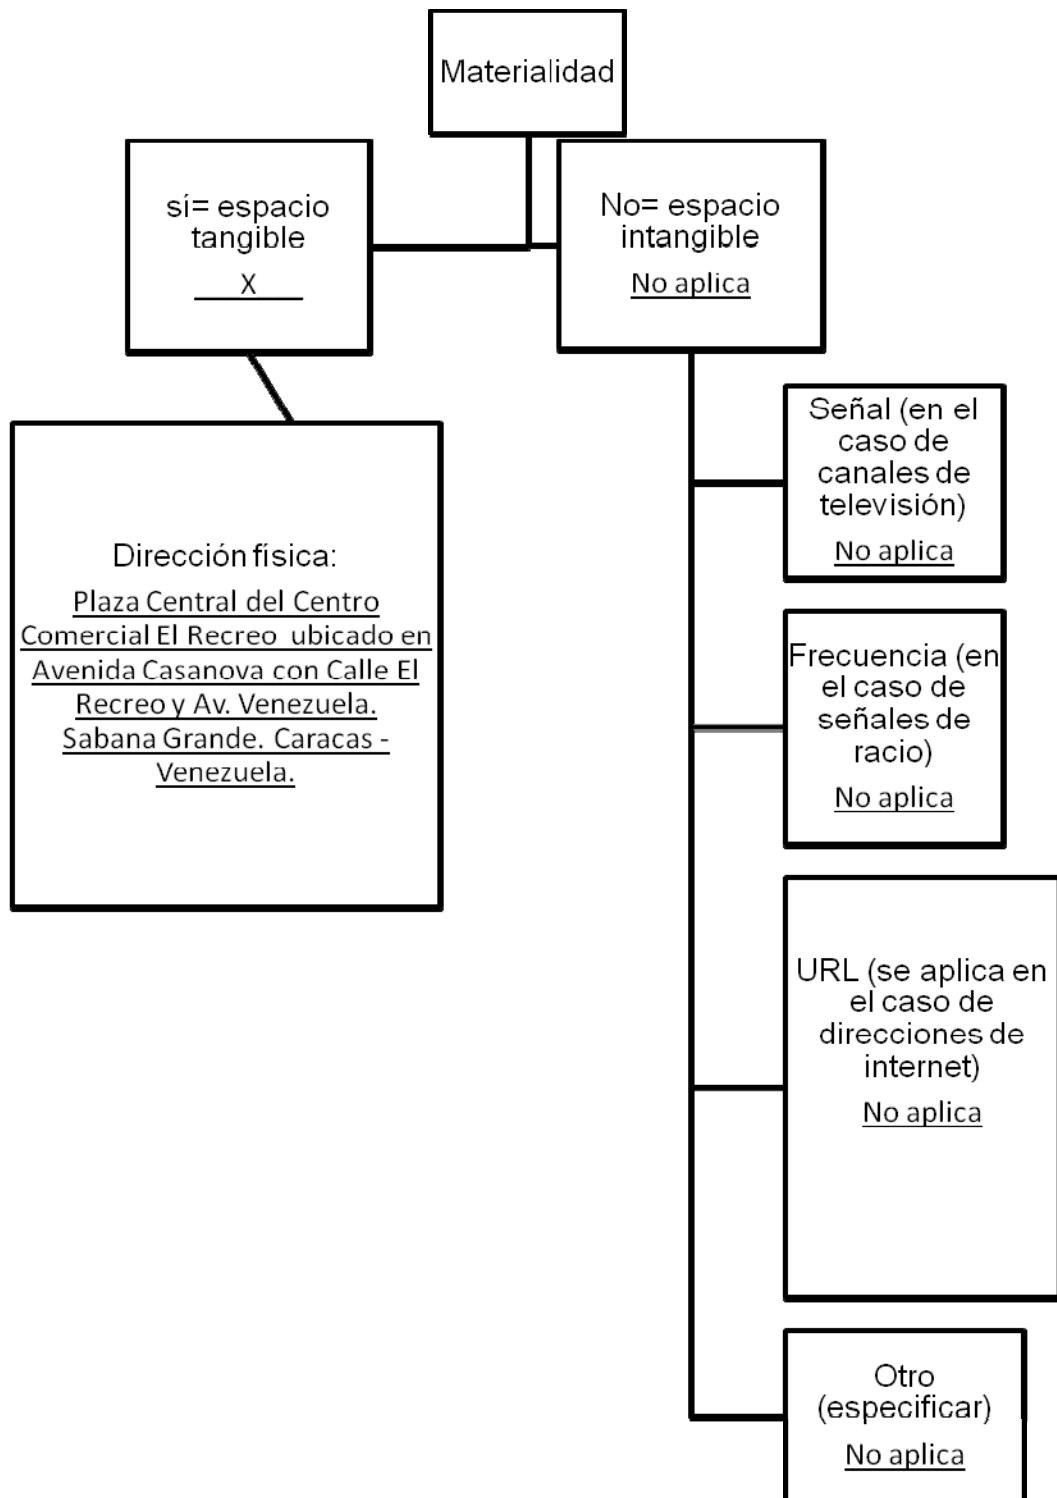 Materialidad
sí= espacio
tangible
X
No= espacio
intangible
No aplica
Dirección física:
Plaza Central del Centro
Comercial El Recreo ubicado en
Avenida Casanova con Calle El
Recreo y Av. Venezuela.
Sabana Grande. Caracas -
Venezuela.
Señal (en el
caso de
canales de
televisión)
No aplica
Frecuencia (en
el caso de
señales de
racio)
No aplica
URL (se aplica en
el caso de
direcciones de
internet)
No aplica
Otro
(especificar)
No aplica